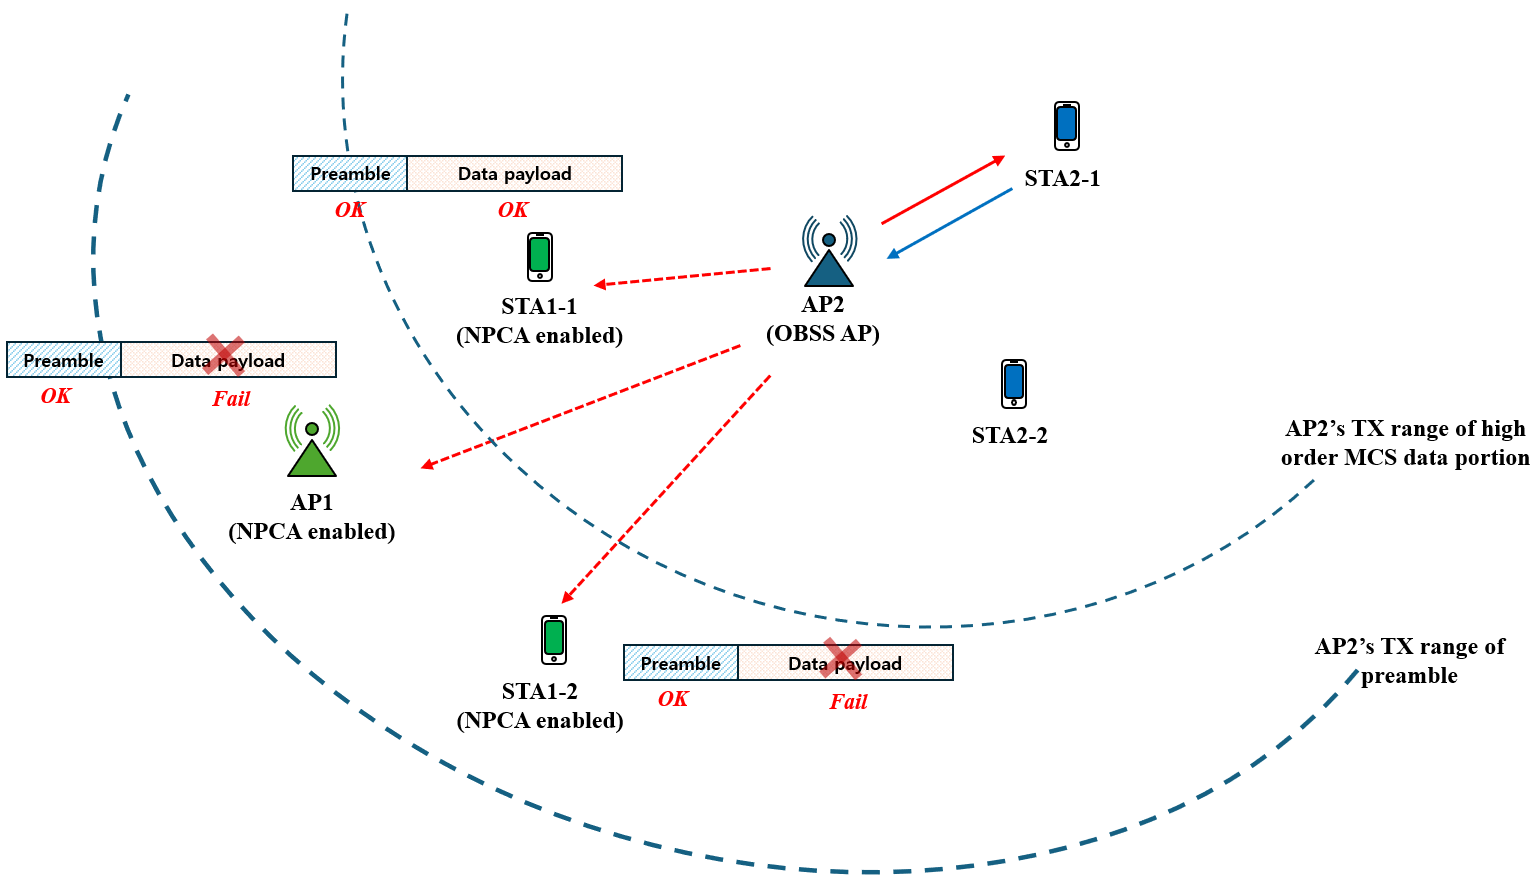 STA2-1
Preamble
Data payload
OK
OK
STA1-1
(NPCA enabled)
AP2
(OBSS AP)
Preamble
Data payload
OK
Fail
STA2-2
AP2's TX range of high
order MCS data portion
AP1
(NPCA enabled)
STA1-2
(NPCA enabled)
Preamble
Data payload
OK
Fail
AP2's TX range of
preamble